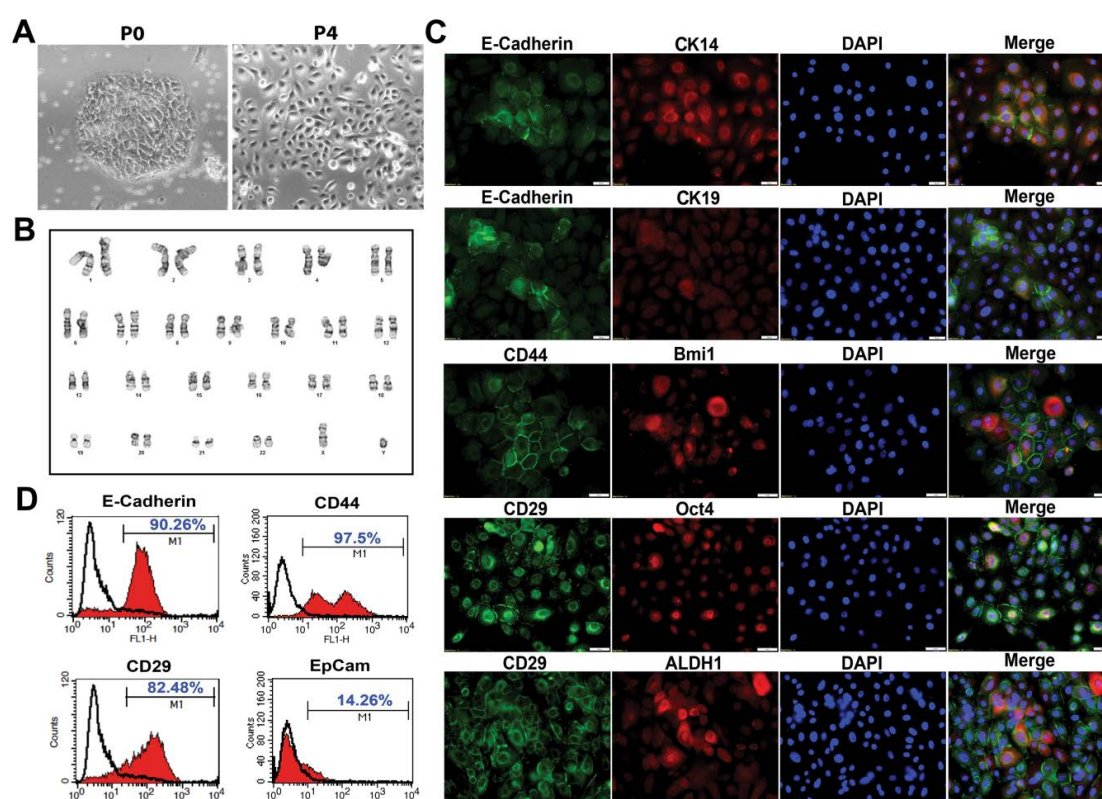 A
P0 P4
B
1 2 3 4 5
6 7 8 9 10 11 12
13 14 15 16 17 18
19 20 21 22 X Y
C
E-Cadherin CK14 DAPI Merge
E-Cadherin CK19 DAPI Merge
CD44 Bmi1 DAPI Merge
CD29 Oct4 DAPI Merge
CD29 ALDH1 DAPI Merge
D
E-Cadherin
120
90.26%
M1
Counts
0
10⁰ 10¹ 10² 10³ 10⁴
FL1-H
CD44
200
160
120
80
40
0
97.5%
M1
Counts
10⁰ 10¹ 10² 10³ 10⁴
FL1-H
CD29
120
82.48%
M1
Counts
0
10⁰ 10¹ 10² 10³ 10⁴
EpCam
200
160
120
80
40
0
14.26%
M1
Counts
10⁰ 10¹ 10² 10³ 10⁴